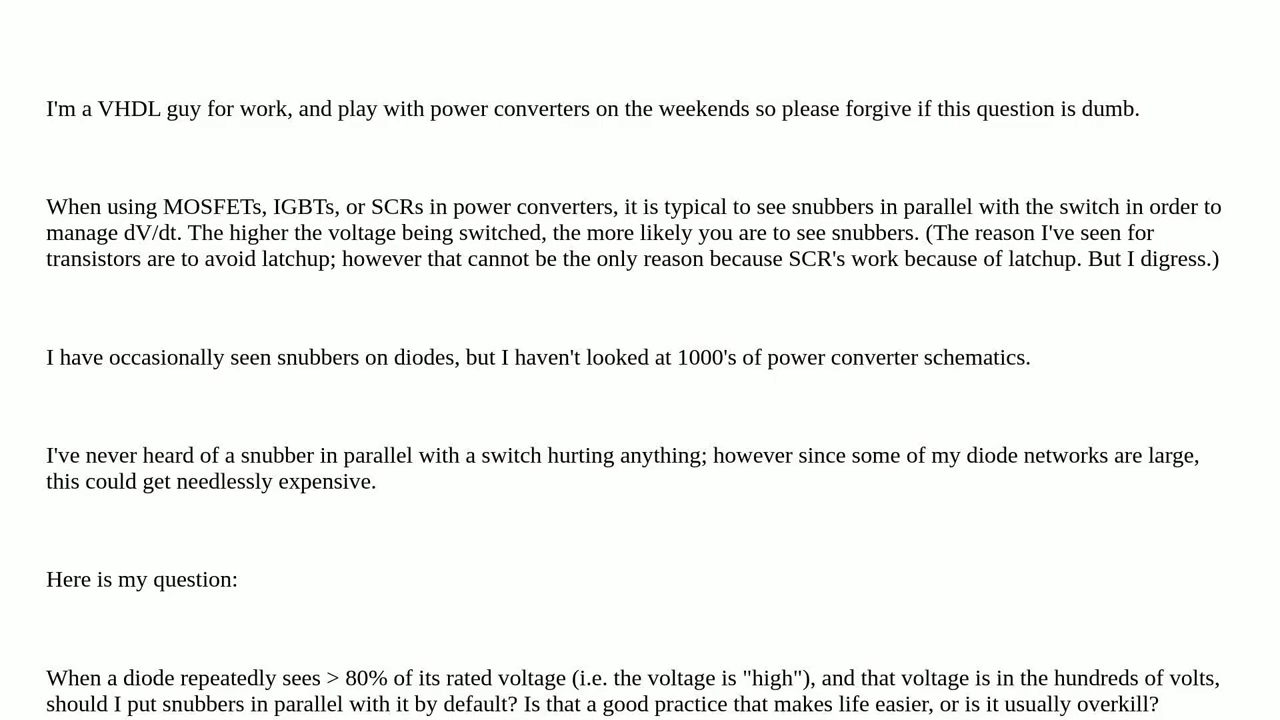 I'm a VHDL guy for work, and play with power converters on the weekends so please forgive if this question is dumb.
When using MOSFETs, IGBTs, or SCRs in power converters, it is typical to see snubbers in parallel with the switch in order to
manage dV/dt. The higher the voltage being switched, the more likely you are to see snubbers. (The reason I've seen for
transistors are to avoid latchup; however that cannot be the only reason because SCR's work because of latchup. But I digress.)
I have occasionally seen snubbers on diodes, but I haven't looked at 1000's of power converter schematics.
I've never heard of a snubber in parallel with a switch hurting anything; however since some of my diode networks are large,
this could get needlessly expensive.
Here is my question:
When a diode repeatedly sees > 80% of its rated voltage (i.e. the voltage is "high"), and that voltage is in the hundreds of volts,
should I put snubbers in parallel with it by default? Is that a good practice that makes life easier, or is it usually overkill?